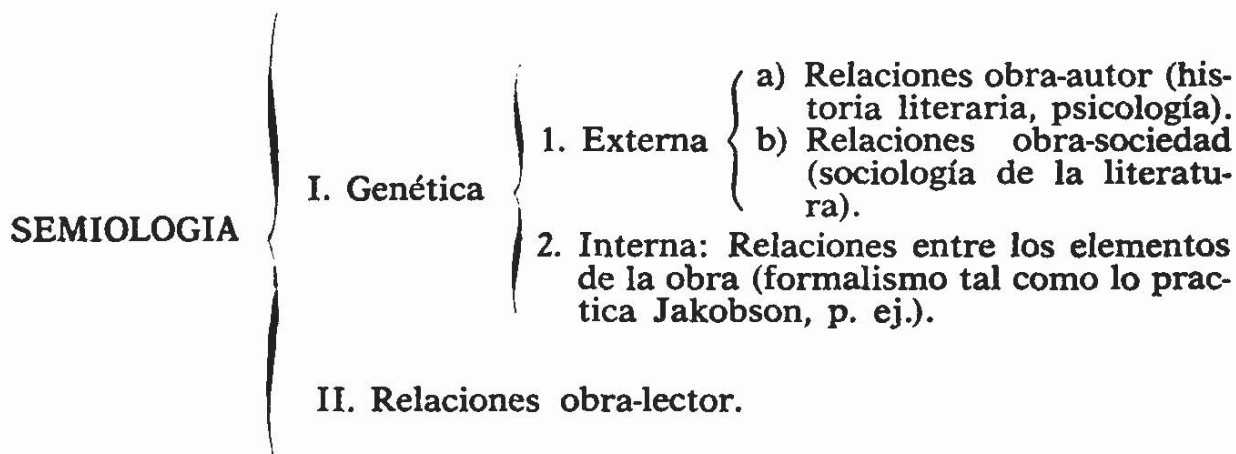 SEMIOLOGIA
I. Genética
1. Externa
a) Relaciones obra-autor (his-
toria literaria, psicología).
b) Relaciones obra-sociedad
(sociología de la literatu-
ra).
2. Interna: Relaciones entre los elementos
de la obra (formalismo tal como lo prac-
tica Jakobson, p. ej.).
II. Relaciones obra-lector.